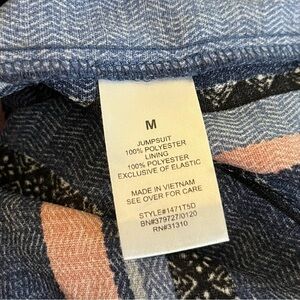 M
JUMPSUIT
100% POLYESTER
LINING
100% POLYESTER
EXCLUSIVE OF ELASTIC
MADE IN VIETNAM
SEE OVER FOR CARE
STYLE#1471T5D
BN#379727/0120
RN#31310